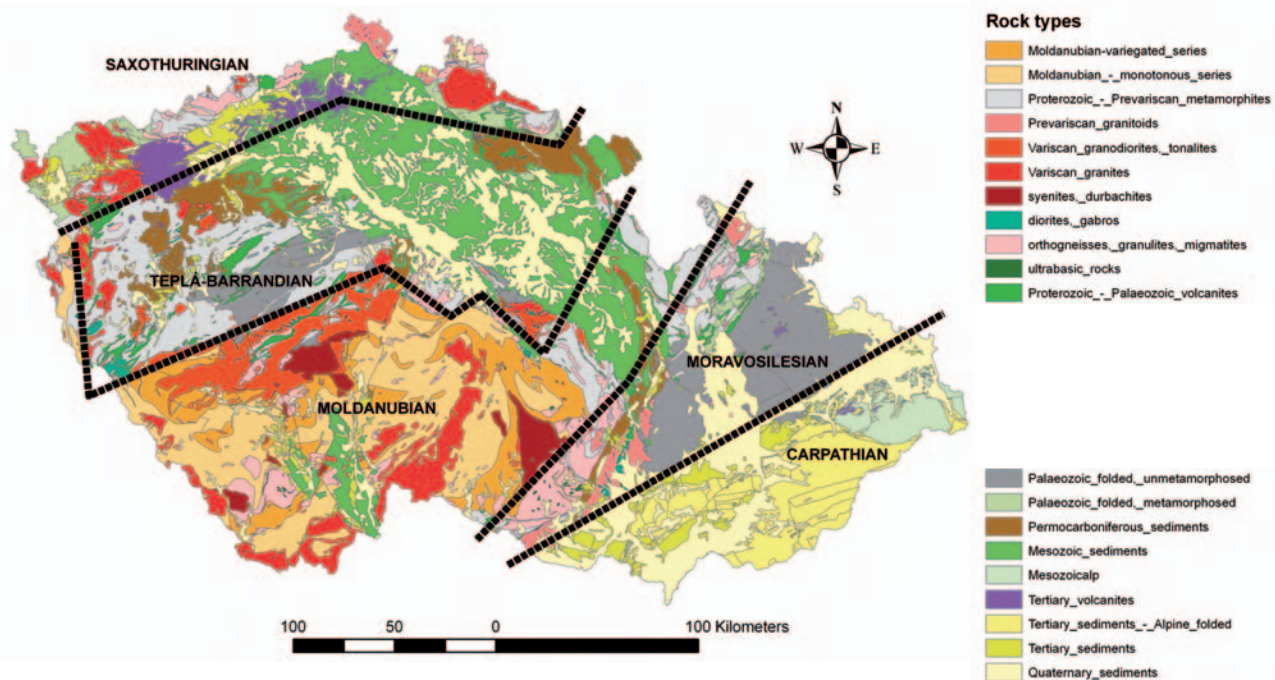 Rock types
Moldanubian-variegated_series
Moldanubian_-_monotonous_series
Proterozoic_-_Prevariscan_metamorphites
Prevariscan_granitoids
Variscan_granodiorites._tonalites
Variscan_granites
syenites._durbachites
diorites._gabros
orthogneisses._granulites._migmatites
ultrabasic_rocks
Proterozoic_-_Palaeozoic_volcanites
SAXOTHURINGIAN
N
W
E
S
TEPLÁ-BARRANDIAN
MORAVOSILESIAN
MOLDANUBIAN
CARPATHIAN
Palaeozoic_folded._unmetamorphosed
Palaeozoic_folded._metamorphosed
Permocarboniferous_sediments
Mesozoic_sediments
Mesozoicalp
Tertiary_volcanites
Tertiary_sediments_-_Alpine_folded
Tertiary_sediments
Quaternary_sediments
100 50 0 100 Kilometers